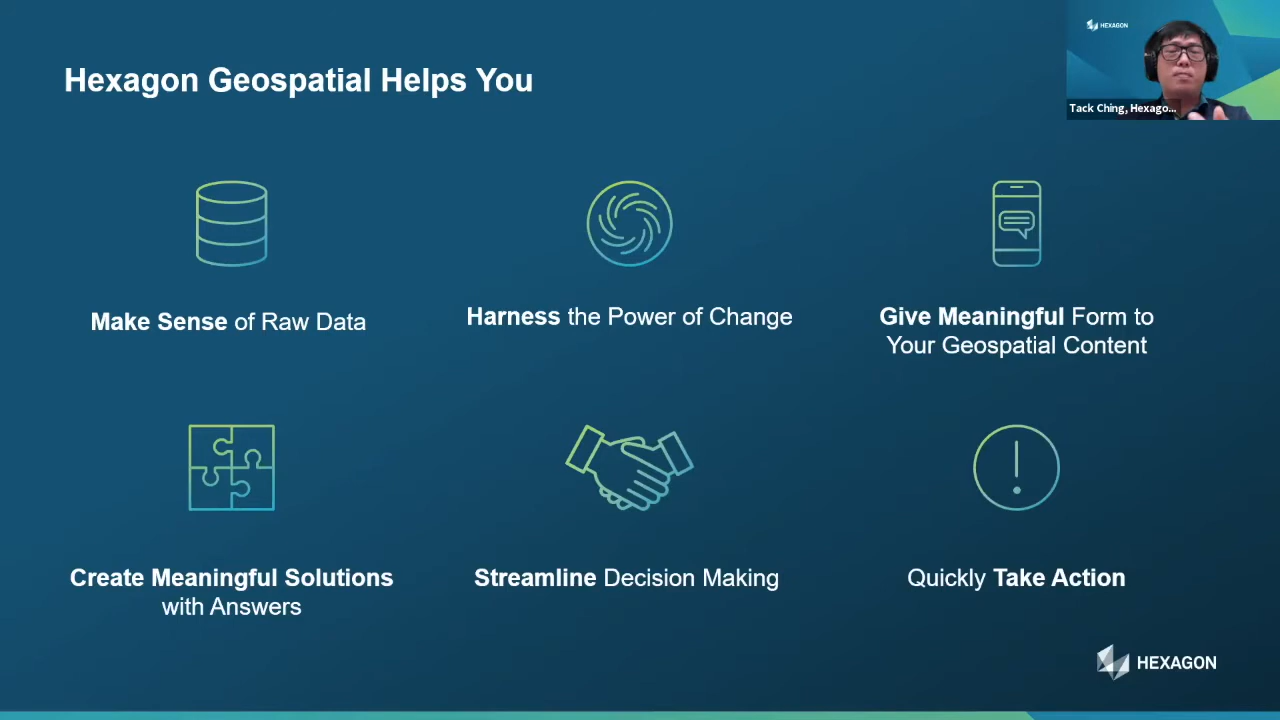 Hexagon Geospatial Helps You
HEXAGON
Tack Ching, Hexago...
Make Sense of Raw Data
Harness the Power of Change
Give Meaningful Form to
Your Geospatial Content
Create Meaningful Solutions
with Answers
Streamline Decision Making
Quickly Take Action
HEXAGON